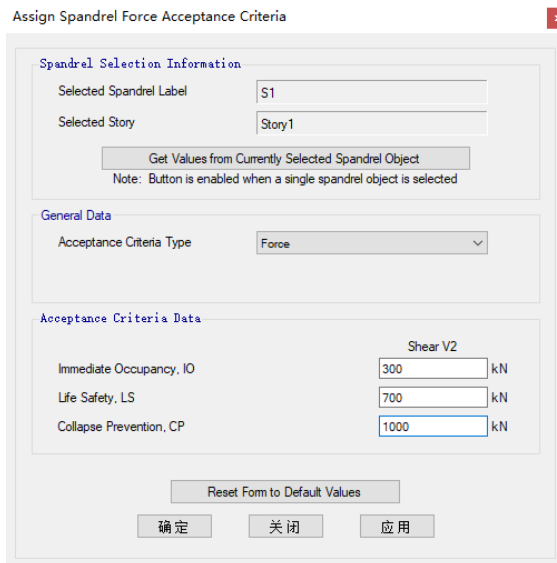 Assign Spandrel Force Acceptance Criteria
Spandrel Selection Information
Selected Spandrel Label S1
Selected Story Story1
Get Values from Currently Selected Spandrel Object
Note: Button is enabled when a single spandrel object is selected
General Data
Acceptance Criteria Type Force
Acceptance Criteria Data
Shear V2
Immediate Occupancy, IO 300 kN
Life Safety, LS 700 kN
Collapse Prevention, CP 1000 kN
Reset Form to Default Values
确定 关闭 应用